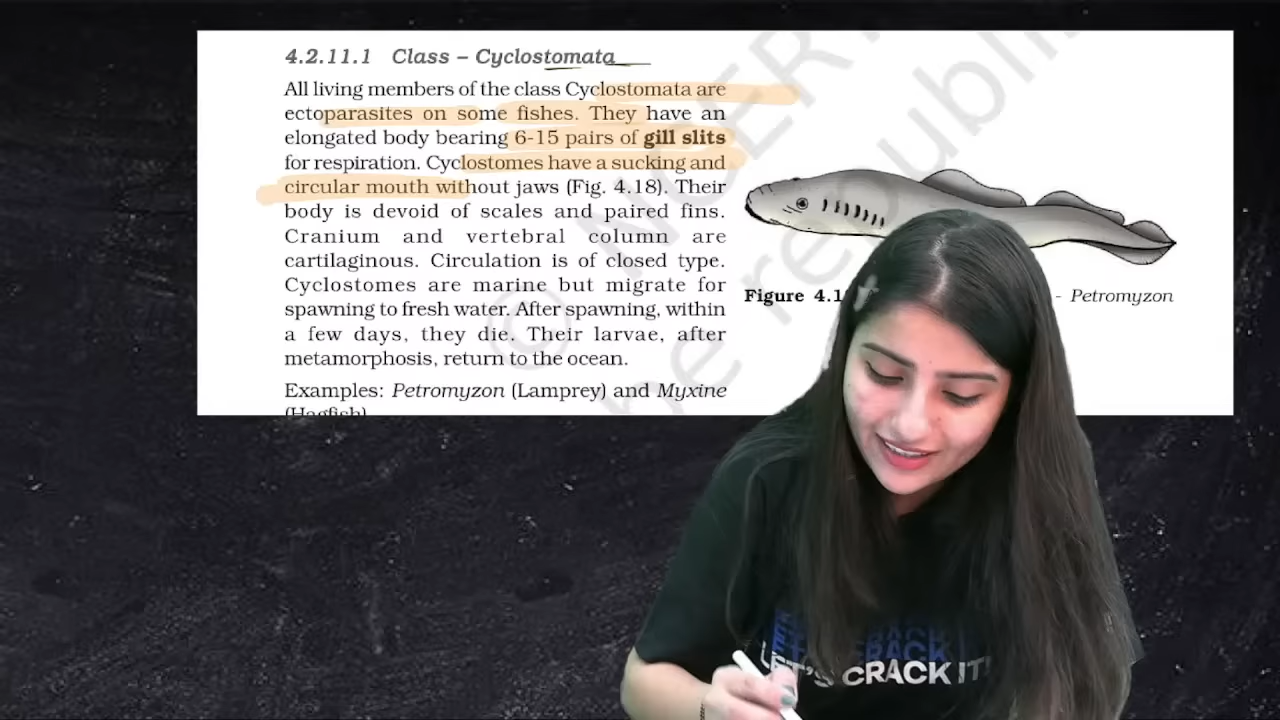 4.2.11.1 Class – Cyclostomata
All living members of the class Cyclostomata are
ectoparasites on some fishes. They have an
elongated body bearing 6-15 pairs of gill slits
for respiration. Cyclostomes have a sucking and
circular mouth without jaws (Fig. 4.18). Their
body is devoid of scales and paired fins.
Cranium and vertebral column are
cartilaginous. Circulation is of closed type.
Cyclostomes are marine but migrate for
spawning to fresh water. After spawning, within
a few days, they die. Their larvae, after
metamorphosis, return to the ocean.
Examples: Petromyzon (Lamprey) and Myxine
(Hagfish)
Figure 4.1 - Petromyzon
© NCERT
be republi
LET'S CRACK IT!